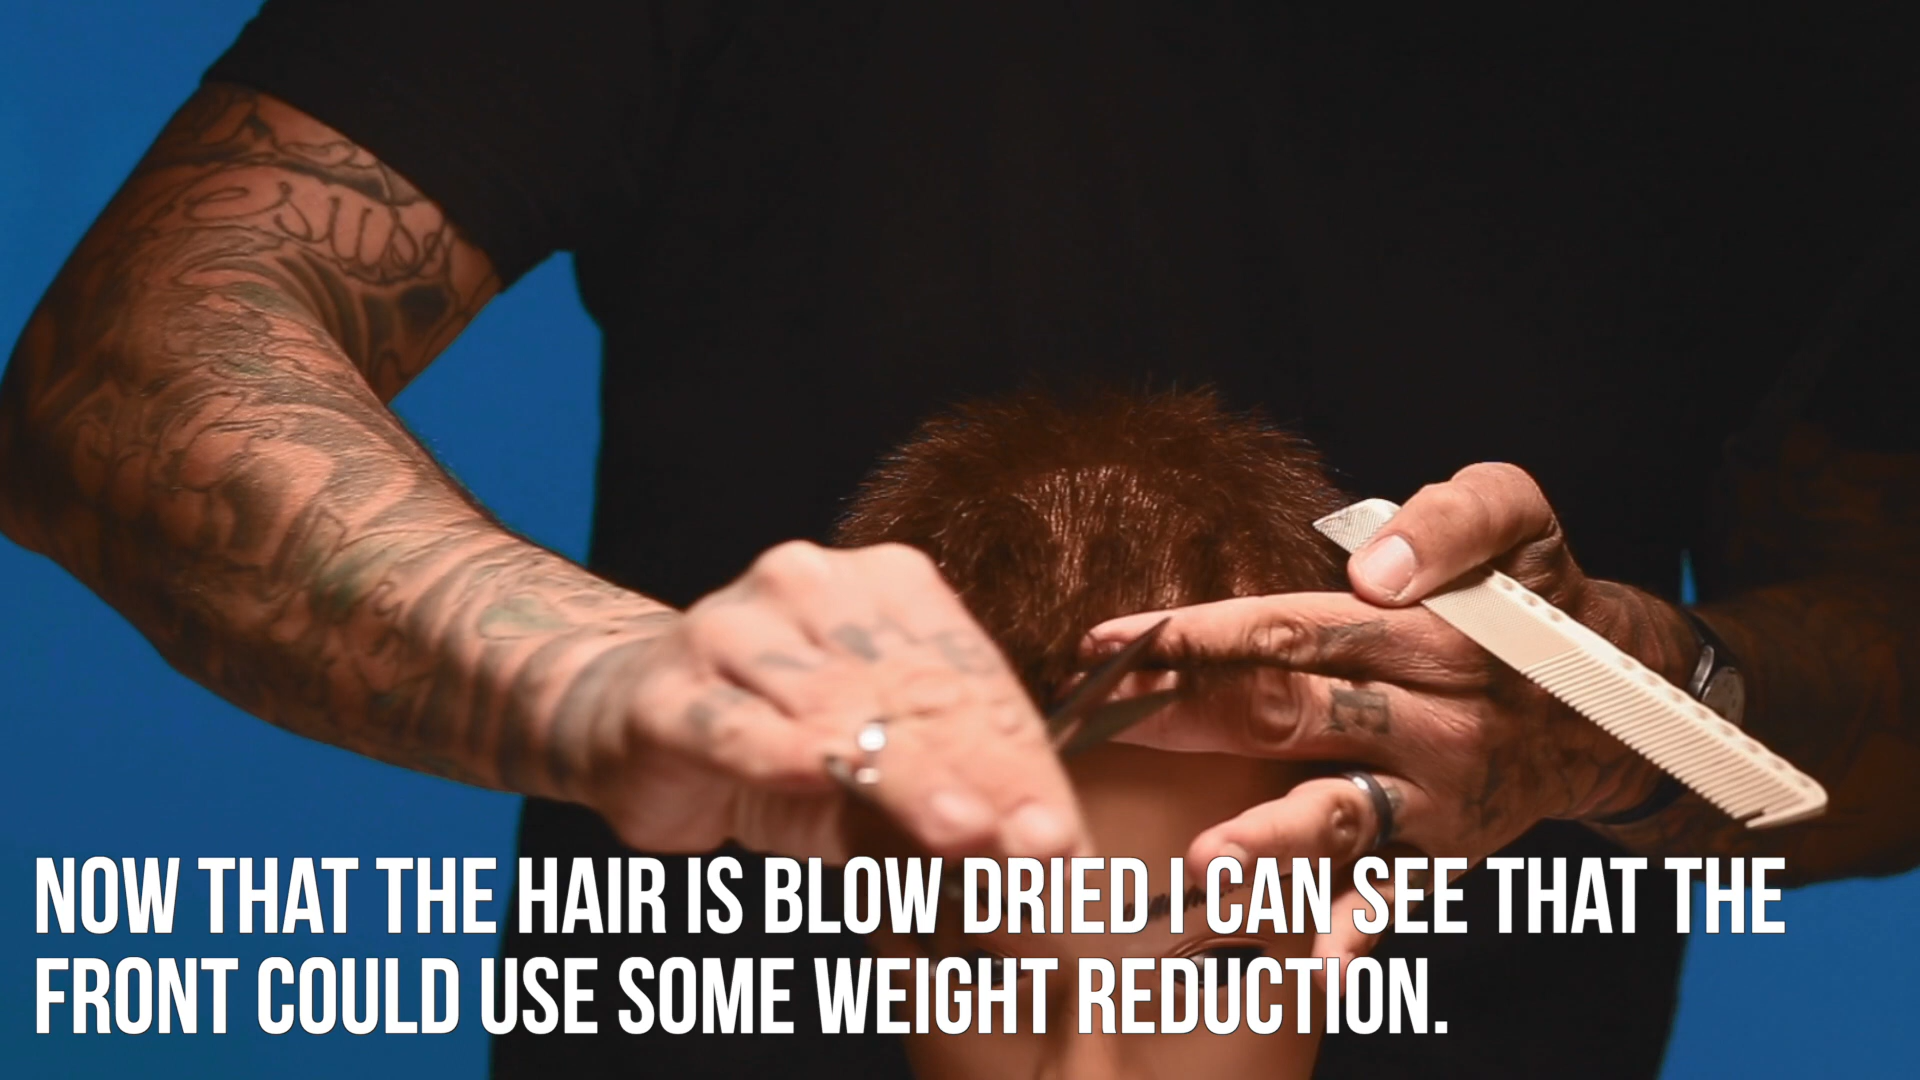 E
NOW THAT THE HAIR IS BLOW DRIED I CAN SEE THAT THE
FRONT COULD USE SOME WEIGHT REDUCTION.